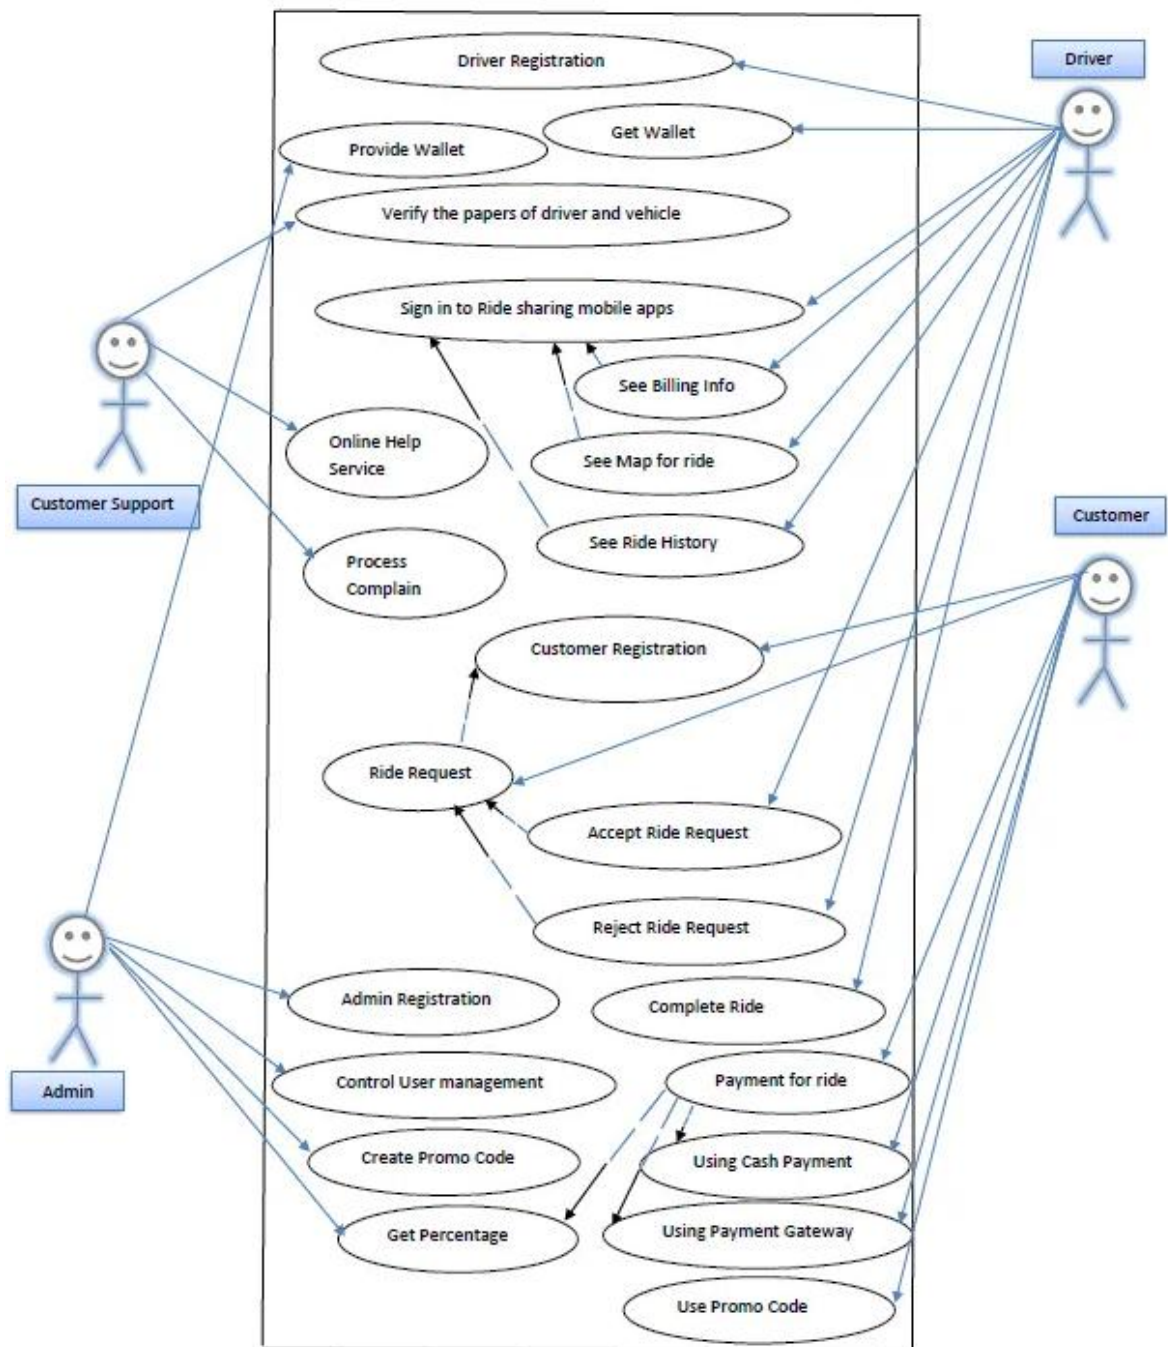 Driver Registration
Driver
Get Wallet
Provide Wallet
Verify the papers of driver and vehicle
Sign in to Ride sharing mobile apps
See Billing Info
Online Help
Service
See Map for ride
Customer Support
Customer
See Ride History
Process
Complain
Customer Registration
Ride Request
Accept Ride Request
Reject Ride Request
Admin Registration
Complete Ride
Admin
Control User management
Payment for ride
Create Promo Code
Using Cash Payment
Get Percentage
Using Payment Gateway
Use Promo Code